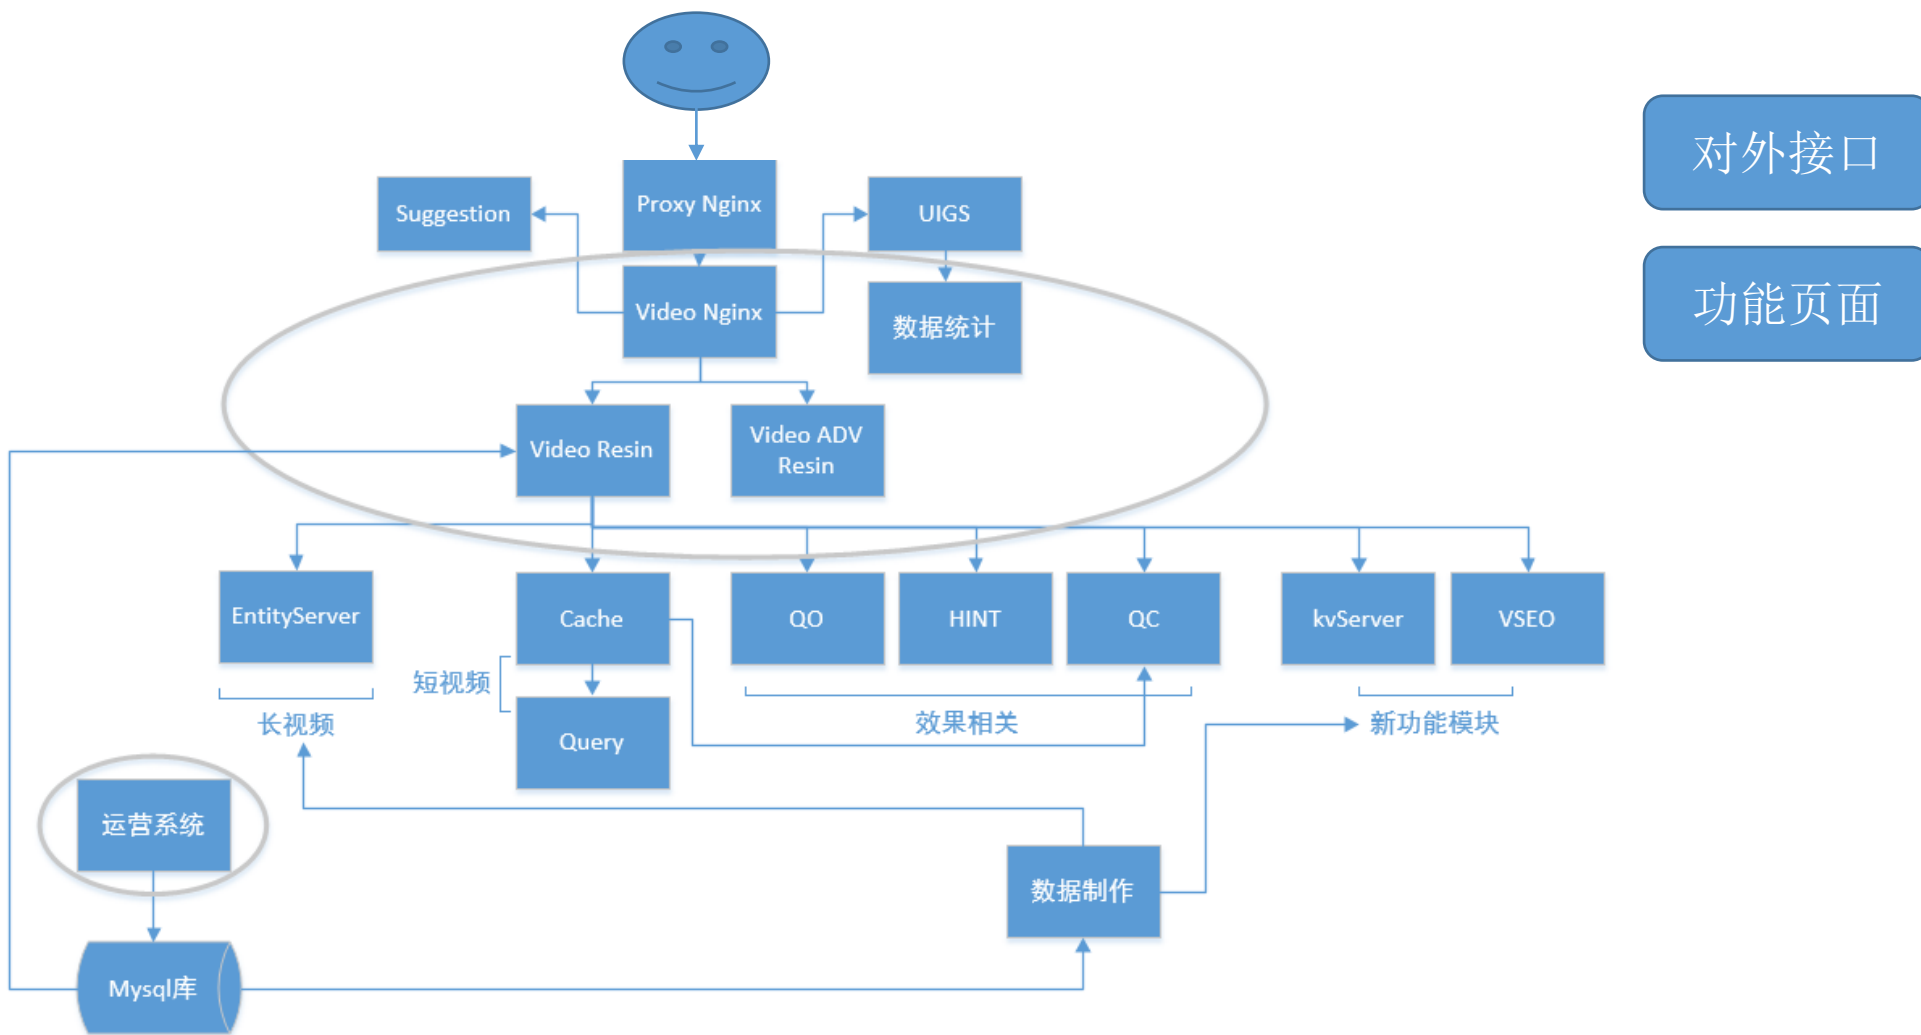 对外接口
Suggestion
Proxy Nginx
UIGS
功能页面
Video Nginx
数据统计
Video Resin
Video ADV
Resin
EntityServer
Cache
QO
HINT
QC
kvServer
VSEO
短视频
长视频
效果相关
新功能模块
Query
运营系统
数据制作
Mysql库